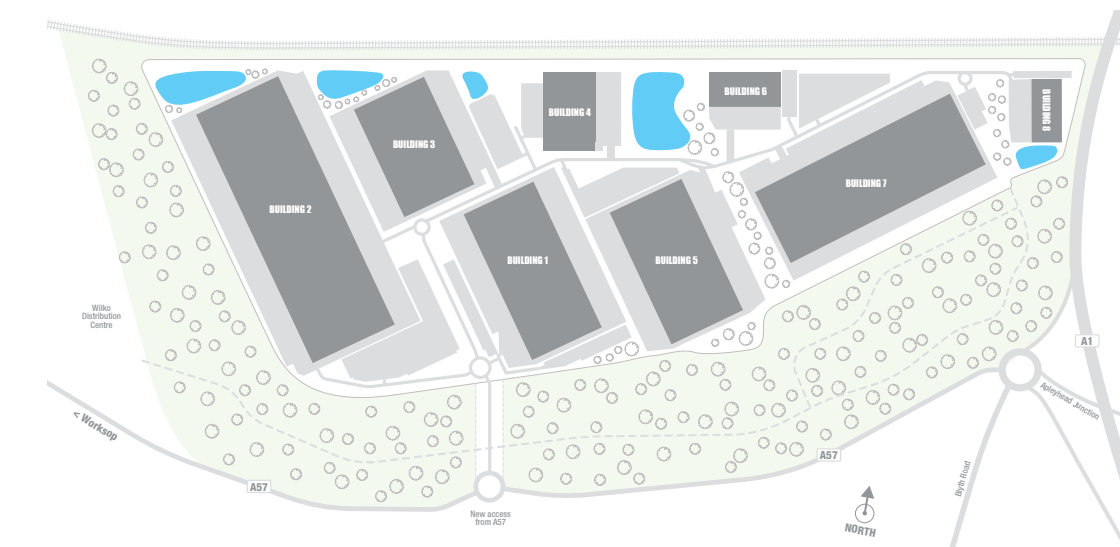 BUILDING 6
BUILDING 4
BUILDING 8
BUILDING 3
BUILDING 7
BUILDING 2
BUILDING 1
BUILDING 5
Wilko
Distribution
Centre
A1
Apleyhead Junction
< Worksop
A57
A57
Blyth Road
New access
from A57
NORTH